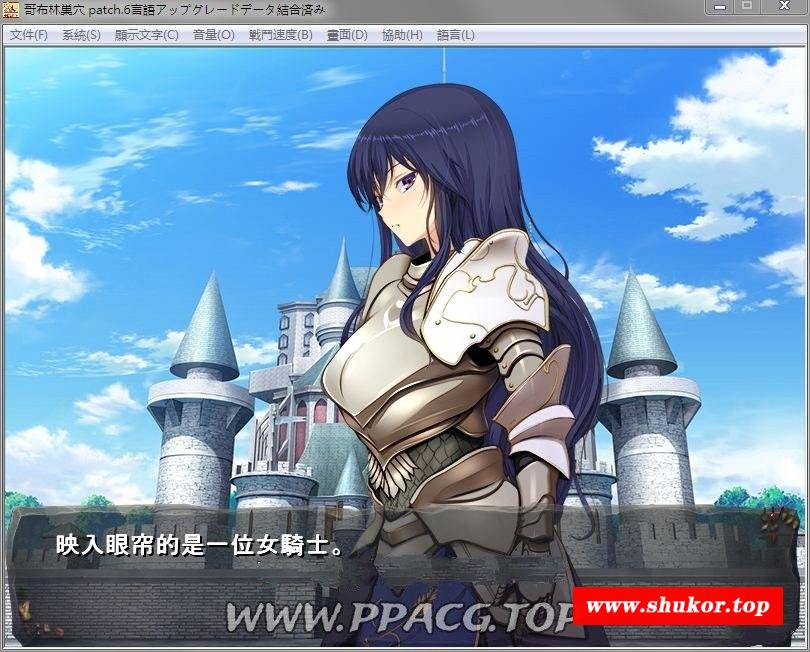 哥布林巢穴 patch.6言語アップグレードデータ結合済み
文件(F) 系統(S) 顯示文字(C) 音量(O) 戰鬥速度(B) 畫面(D) 協助(H) 語言(L)
映入眼帘的是一位女騎士。
WWW.PPACG.TOP
www.shukor.top